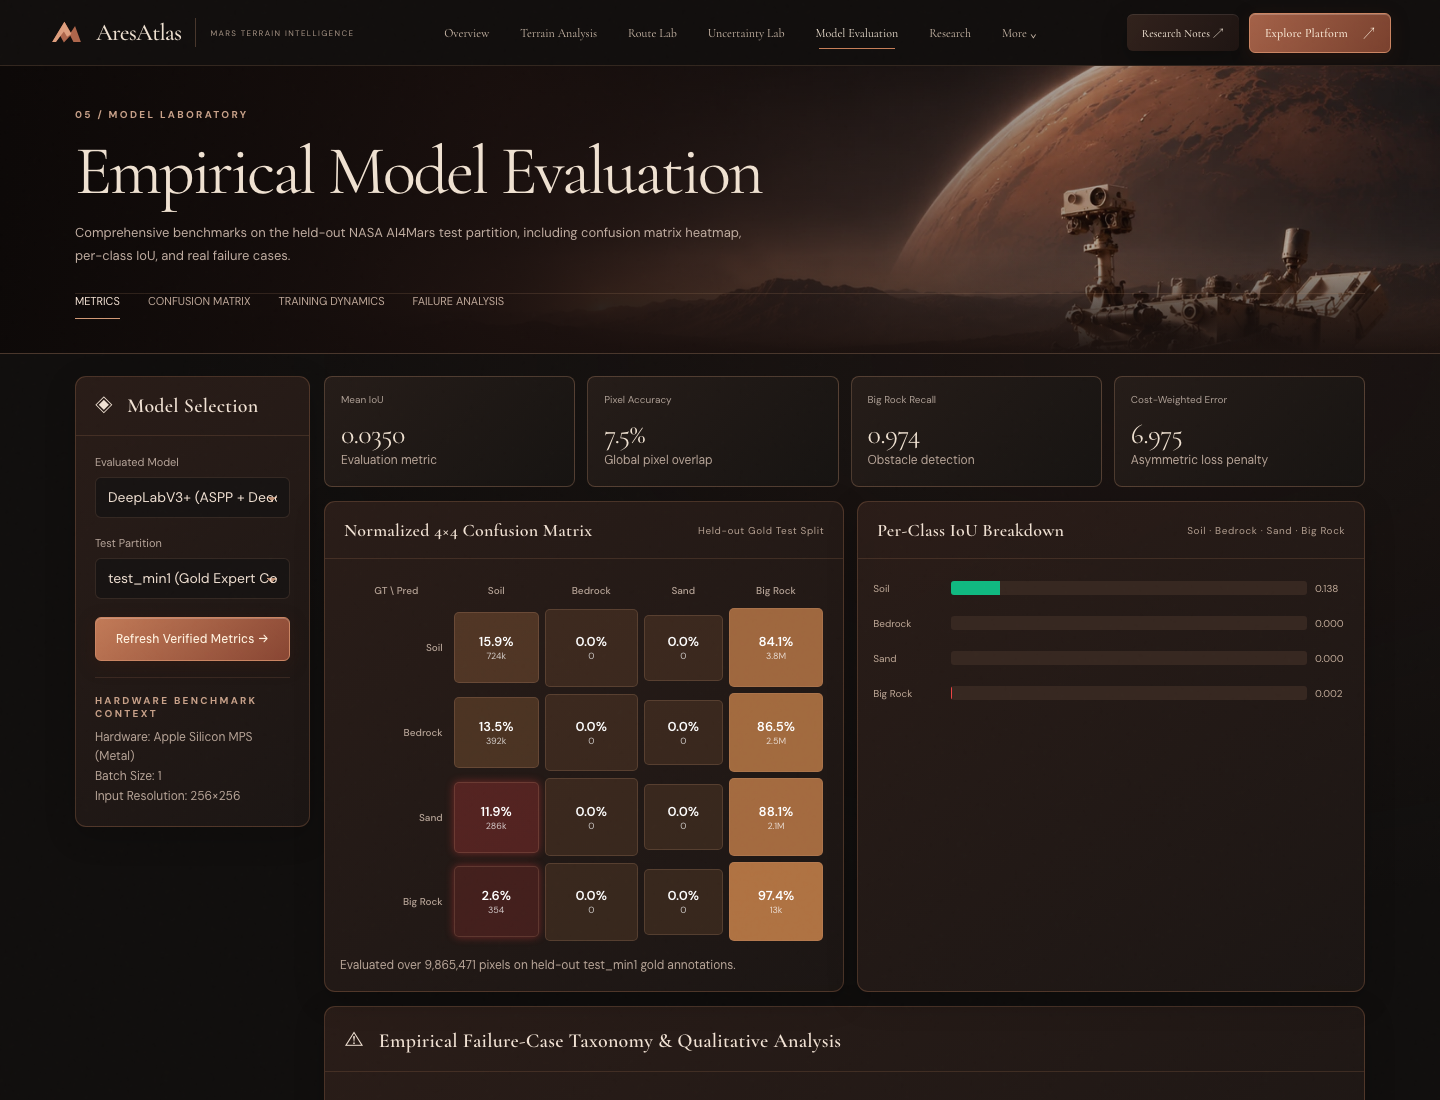 AresAtlas
MARS TERRAIN INTELLIGENCE
Overview
Terrain Analysis
Route Lab
Uncertainty Lab
Model Evaluation
Research
More
Research Notes ↗
Explore Platform ↗
05 / MODEL LABORATORY
Empirical Model Evaluation
Comprehensive benchmarks on the held-out NASA AI4Mars test partition, including confusion matrix heatmap,
per-class IoU, and real failure cases.
METRICS
CONFUSION MATRIX
TRAINING DYNAMICS
FAILURE ANALYSIS
Model Selection
Evaluated Model
DeepLabV3+ (ASPP + Dec
Test Partition
test_min1 (Gold Expert Co
Refresh Verified Metrics →
HARDWARE BENCHMARK
CONTEXT
Hardware: Apple Silicon MPS
(Metal)
Batch Size: 1
Input Resolution: 256×256
Mean IoU
0.0350
Evaluation metric
Pixel Accuracy
7.5%
Global pixel overlap
Big Rock Recall
0.974
Obstacle detection
Cost-Weighted Error
6.975
Asymmetric loss penalty
Normalized 4×4 Confusion Matrix
Held-out Gold Test Split
GT \ Pred Soil Bedrock Sand Big Rock
Soil 15.9% 0.0% 0.0% 84.1%
724k 0 0 3.8M
Bedrock 13.5% 0.0% 0.0% 86.5%
392k 0 0 2.5M
Sand 11.9% 0.0% 0.0% 88.1%
286k 0 0 2.1M
Big Rock 2.6% 0.0% 0.0% 97.4%
354 0 0 13k
Evaluated over 9,865,471 pixels on held-out test_min1 gold annotations.
Per-Class IoU Breakdown
Soil · Bedrock · Sand · Big Rock
Soil 0.138
Bedrock 0.000
Sand 0.000
Big Rock 0.002
Empirical Failure-Case Taxonomy & Qualitative Analysis